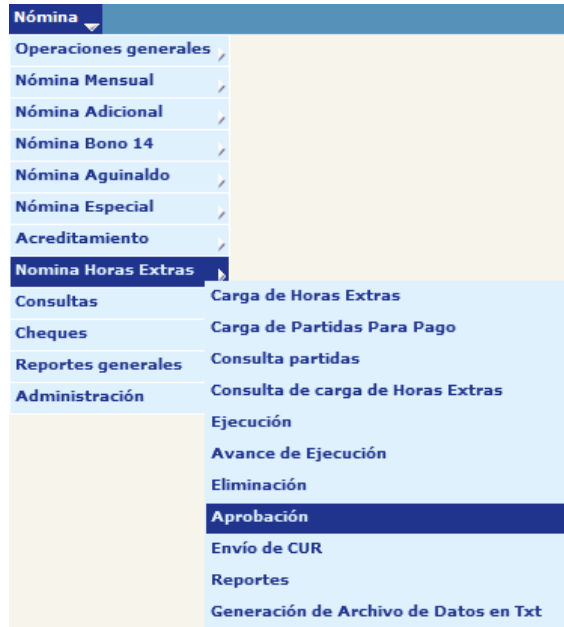 Nómina
Operaciones generales
Nómina Mensual
Nómina Adicional
Nómina Bono 14
Nómina Aguinaldo
Nómina Especial
Acreditamiento
Nomina Horas Extras
Consultas
Cheques
Reportes generales
Administración
Carga de Horas Extras
Carga de Partidas Para Pago
Consulta partidas
Consulta de carga de Horas Extras
Ejecución
Avance de Ejecución
Eliminación
Aprobación
Envío de CUR
Reportes
Generación de Archivo de Datos en Txt